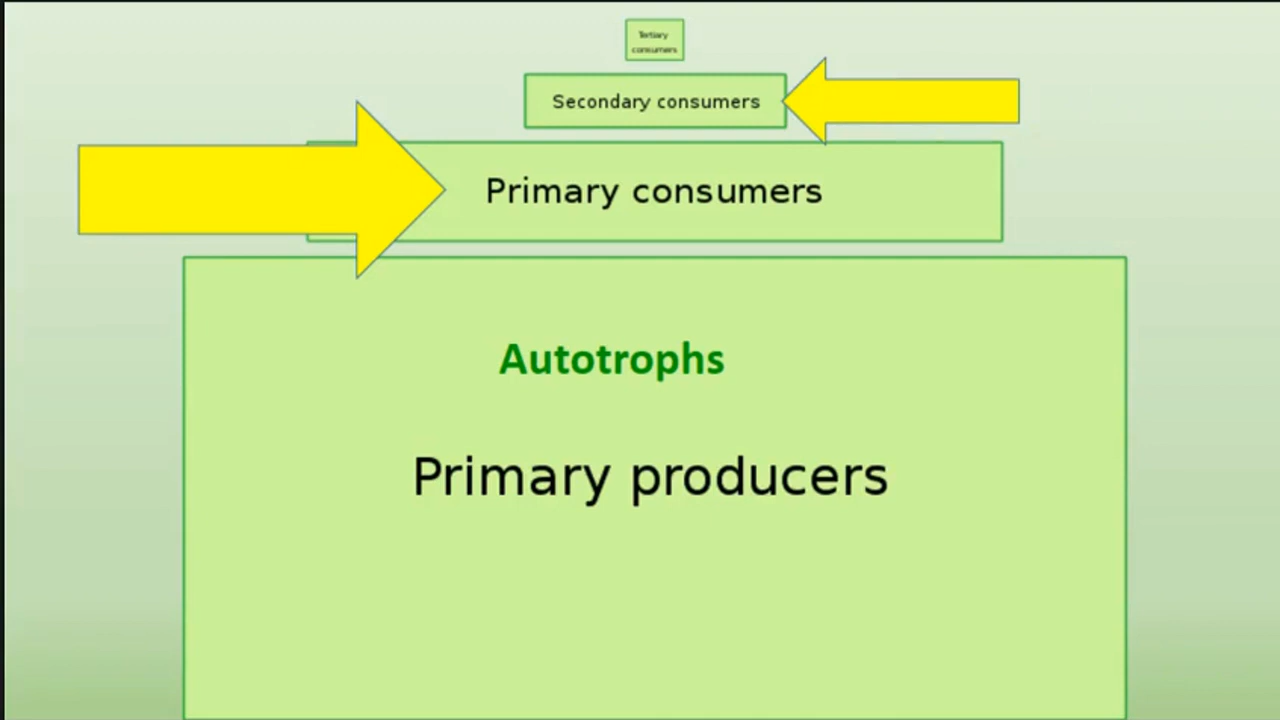 Tertiary
consumers
Secondary consumers
Primary consumers
Autotrophs
Primary producers